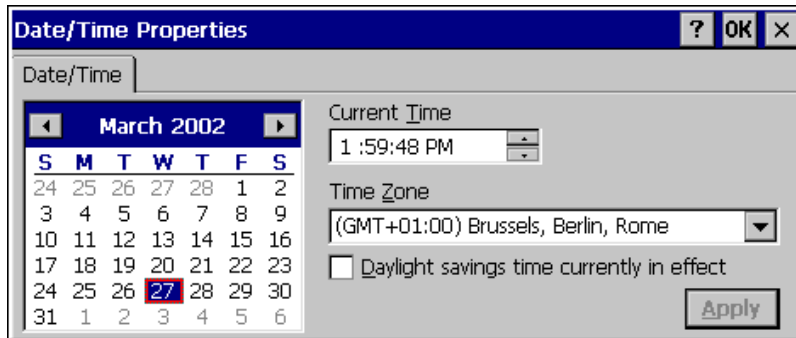 Date/Time Properties ? OK ×
Date/Time
March 2002
S M T W T F S
24 25 26 27 28 1 2
3 4 5 6 7 8 9
10 11 12 13 14 15 16
17 18 19 20 21 22 23
24 25 26 27 28 29 30
31 1 2 3 4 5 6
Current Time
1 :59:48 PM
Time Zone
(GMT+01:00) Brussels, Berlin, Rome
Daylight savings time currently in effect
Apply